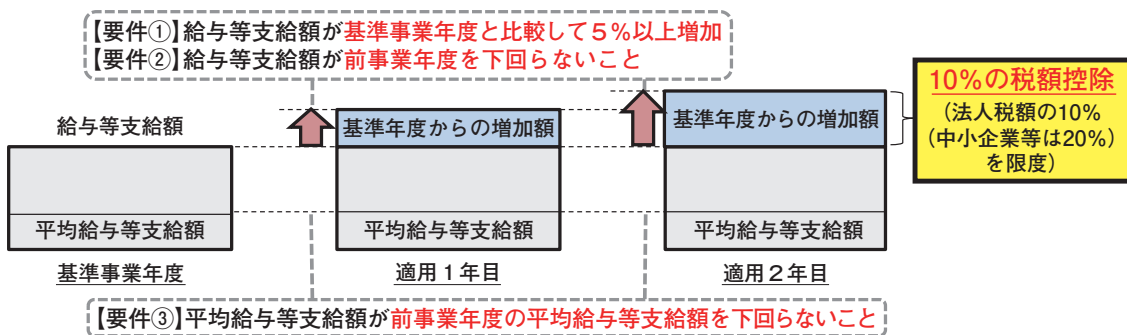 【要件①】給与等支給額が基準事業年度と比較して５％以上増加
【要件②】給与等支給額が前事業年度を下回らないこと
給与等支給額
基準年度からの増加額
基準年度からの増加額
10％の税額控除
（法人税額の10％
（中小企業等は20％）
を限度）
平均給与等支給額
平均給与等支給額
平均給与等支給額
基準事業年度
適用１年目
適用２年目
【要件③】平均給与等支給額が前事業年度の平均給与等支給額を下回らないこと